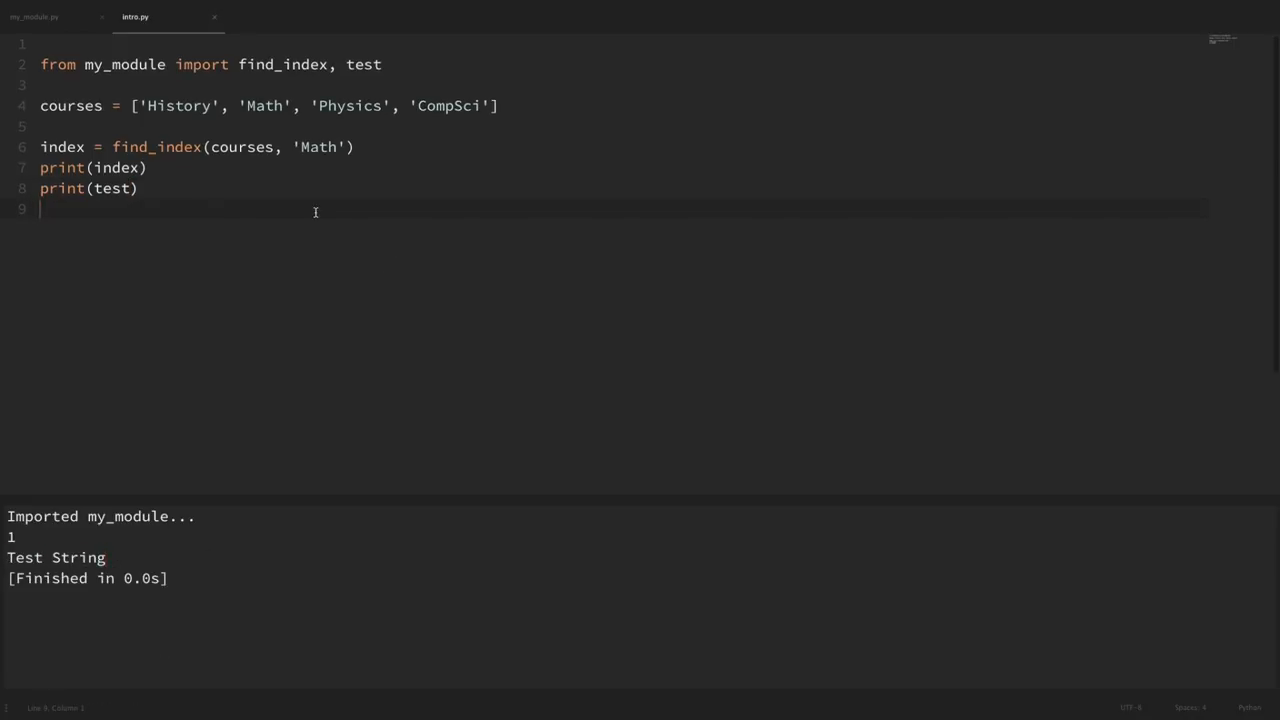 my_module.py × intro.py ×
1
2 from my_module import find_index, test
3
4 courses = ['History', 'Math', 'Physics', 'CompSci']
5
6 index = find_index(courses, 'Math')
7 print(index)
8 print(test)
9
Imported my_module...
1
Test String
[Finished in 0.0s]
Line 9, Column 1 UTF-8 Spaces: 4 Python